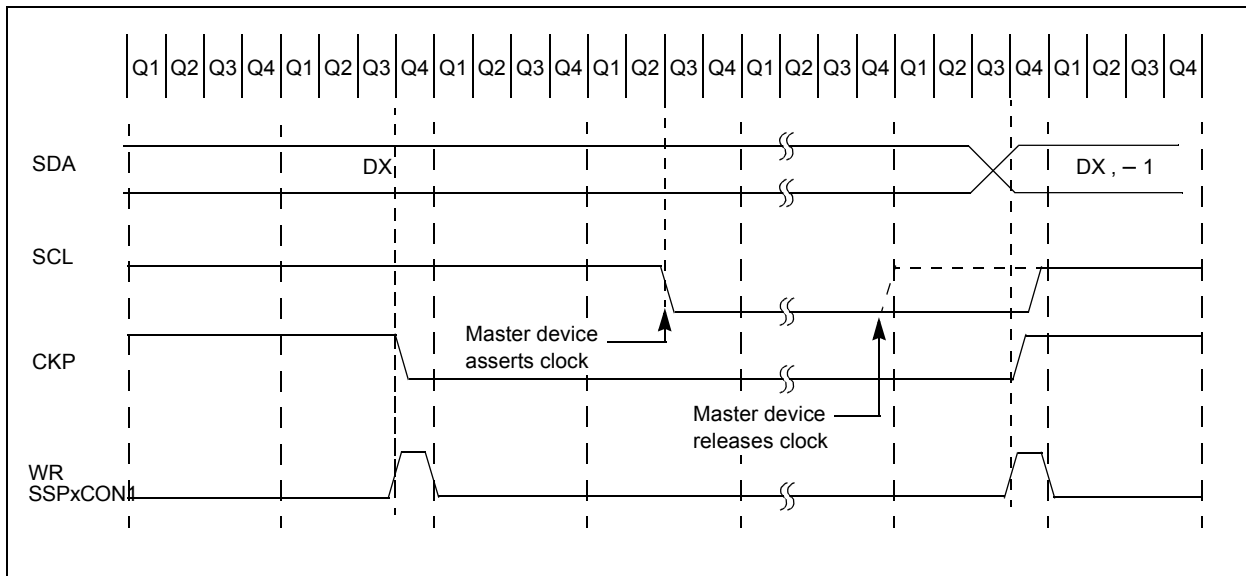 Q1 Q2 Q3 Q4 Q1 Q2 Q3 Q4 Q1 Q2 Q3 Q4 Q1 Q2 Q3 Q4 Q1 Q2 Q3 Q4 Q1 Q2 Q3 Q4 Q1 Q2 Q3 Q4
SDA
DX
DX , – 1
SCL
Master device
asserts clock
CKP
Master device
releases clock
WR
SSPxCON1